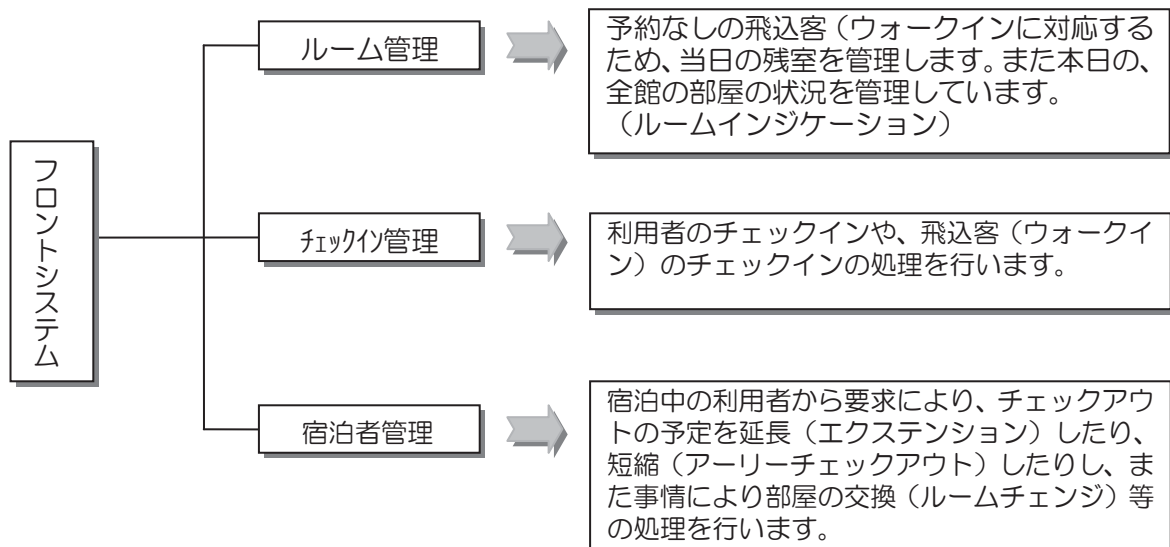 フロントシステム
ルーム管理
予約なしの飛込客（ウォークインに対応する
ため、当日の残室を管理します。また本日の、
全館の部屋の状況を管理しています。
（ルームインジケーション）
ﾁｪｯｸｲﾝ管理
利用者のチェックインや、飛込客（ウォークイ
ン）のチェックインの処理を行います。
宿泊者管理
宿泊中の利用者から要求により、チェックアウ
トの予定を延長（エクステンション）したり、
短縮（アーリーチェックアウト）したりし、ま
た事情により部屋の交換（ルームチェンジ）等
の処理を行います。